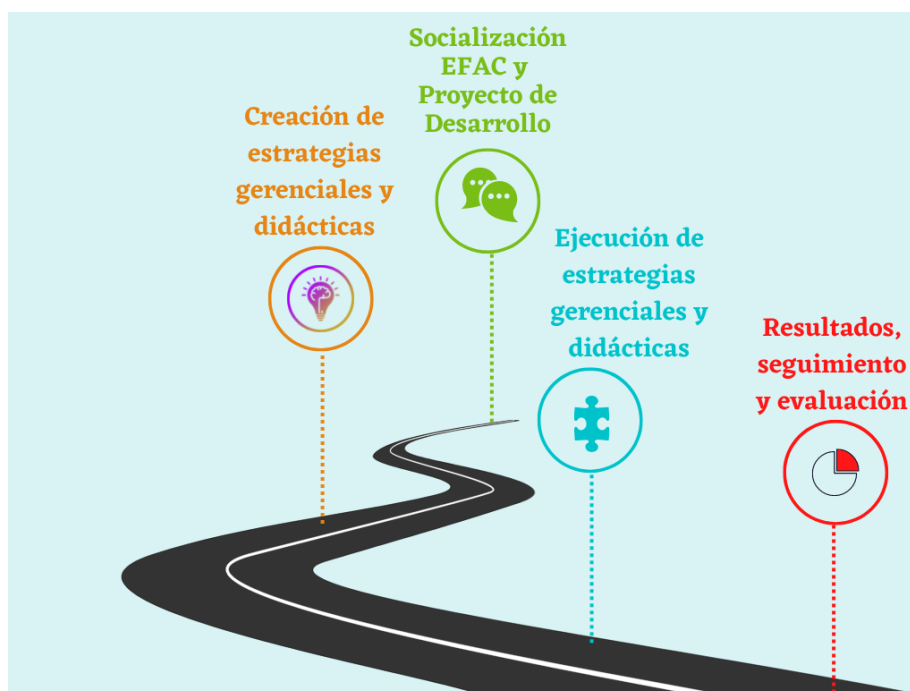 Socialización
EFAC y
Proyecto de
Desarrollo
Creación de
estrategias
gerenciales y
didácticas
Ejecución de
estrategias
gerenciales y
didácticas
Resultados,
seguimiento
y evaluación